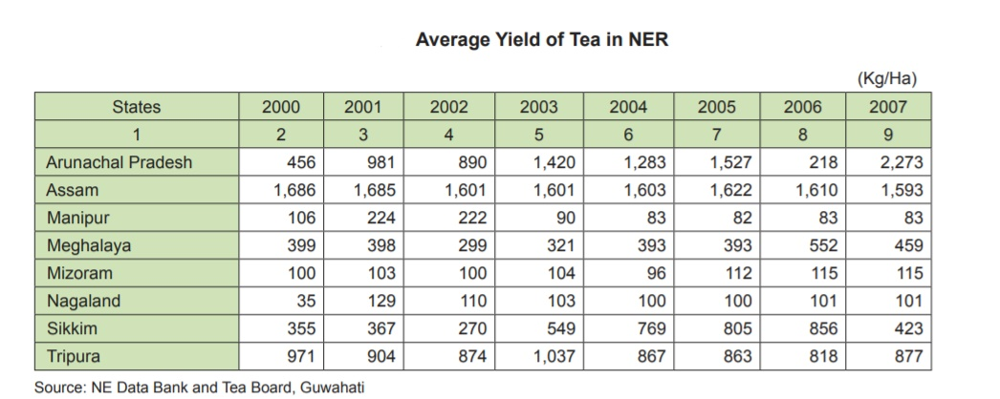 Average Yield of Tea in NER
(Kg/Ha)
States 2000 2001 2002 2003 2004 2005 2006 2007
1 2 3 4 5 6 7 8 9
Arunachal Pradesh 456 981 890 1,420 1,283 1,527 218 2,273
Assam 1,686 1,685 1,601 1,601 1,603 1,622 1,610 1,593
Manipur 106 224 222 90 83 82 83 83
Meghalaya 399 398 299 321 393 393 552 459
Mizoram 100 103 100 104 96 112 115 115
Nagaland 35 129 110 103 100 100 101 101
Sikkim 355 367 270 549 769 805 856 423
Tripura 971 904 874 1,037 867 863 818 877
Source: NE Data Bank and Tea Board, Guwahati